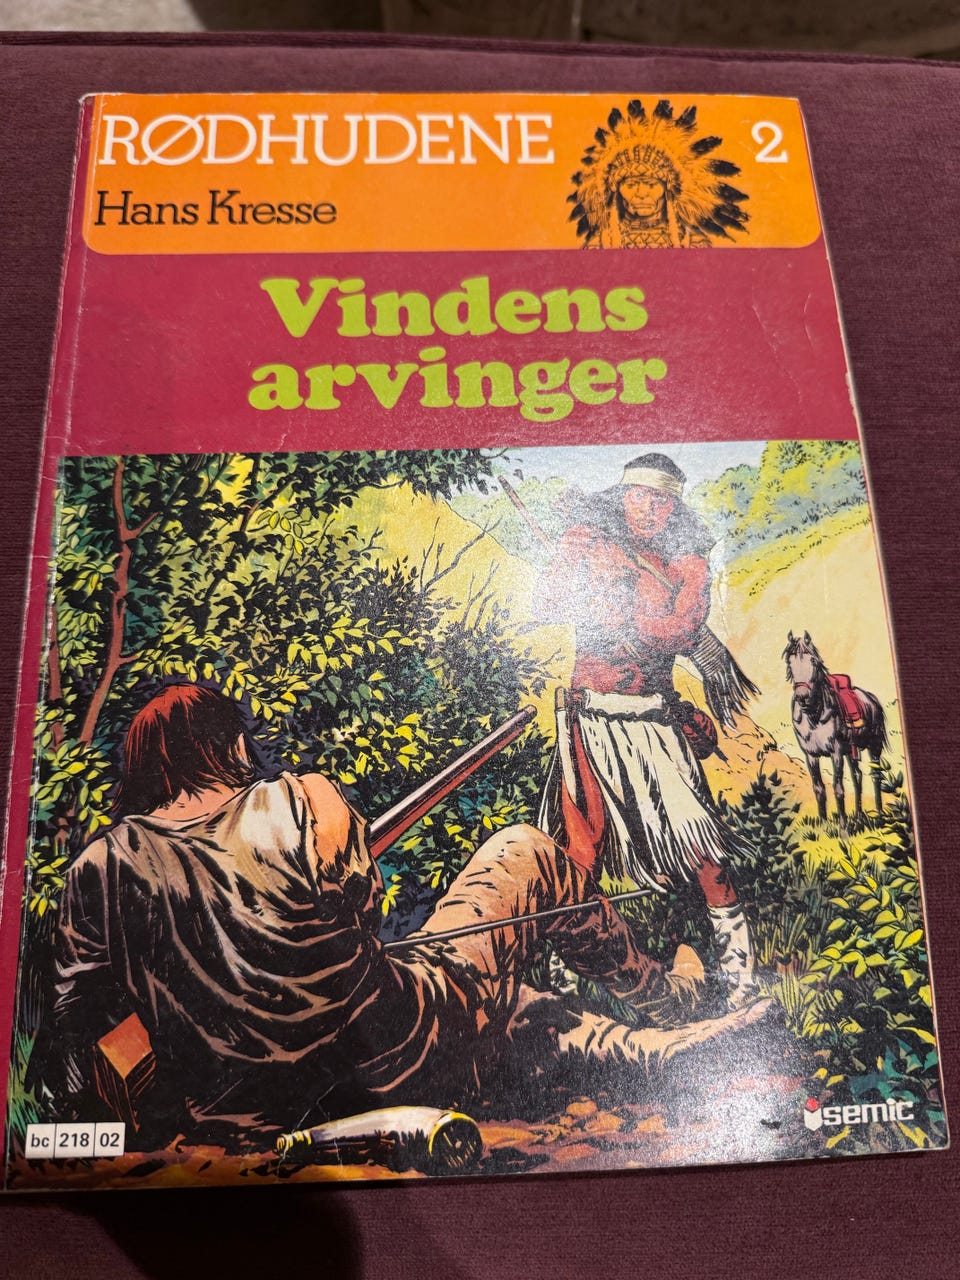 RØDHUDENE
2
Hans Kresse
Vindens
arvinger
bc 218 02
semic